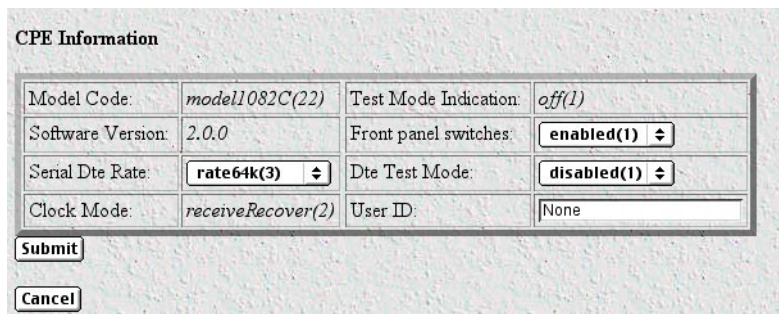 CPE Information
Model Code: model1082C(22) Test Mode Indication: off(1)
Software Version: 2.0.0 Front panel switches: enabled(1)
Serial Dte Rate: rate64k(3) Dte Test Mode: disabled(1)
Clock Mode: receiveRecover(2) User ID: None
Submit
Cancel